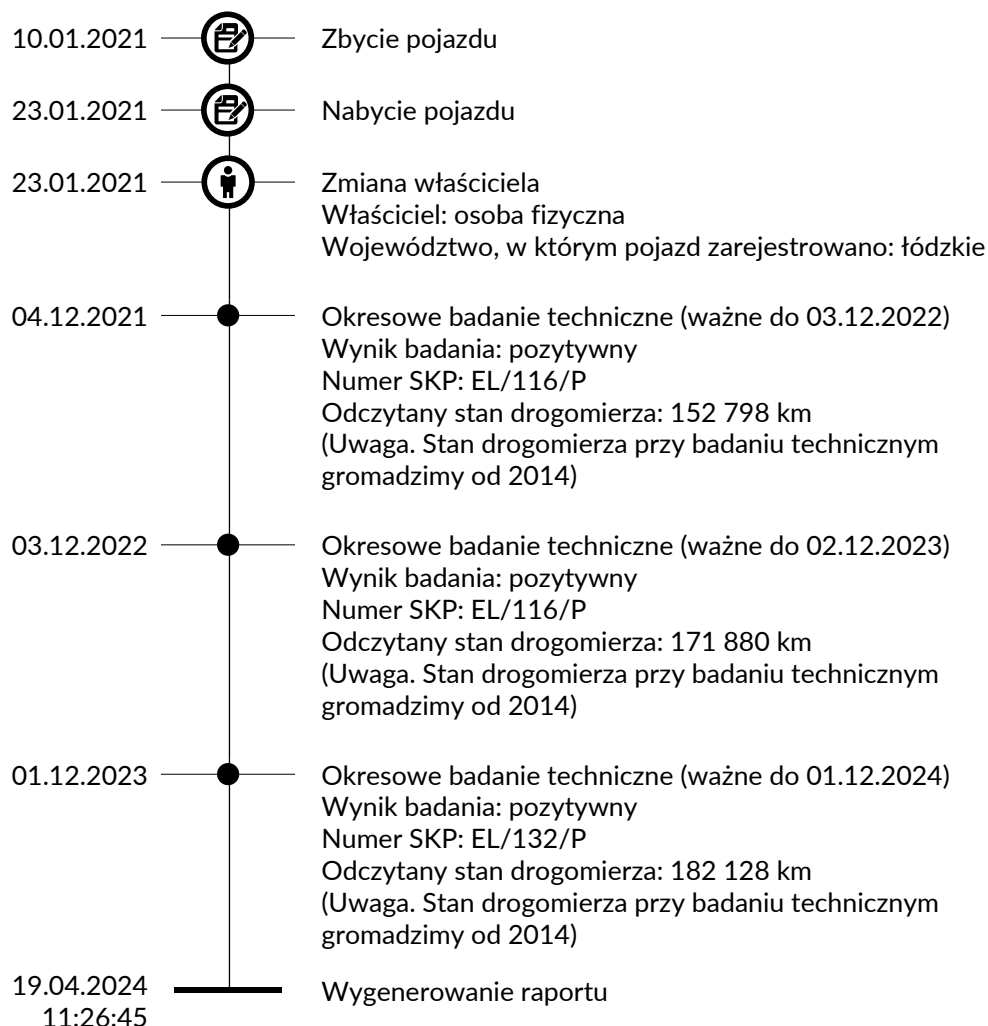 10.01.2021 Zbycie pojazdu
23.01.2021 Nabycie pojazdu
23.01.2021 Zmiana właściciela
Właściciel: osoba fizyczna
Województwo, w którym pojazd zarejestrowano: łódzkie
04.12.2021 Okresowe badanie techniczne (ważne do 03.12.2022)
Wynik badania: pozytywny
Numer SKP: EL/116/P
Odczytany stan drogomierza: 152 798 km
(Uwaga. Stan drogomierza przy badaniu technicznym
gromadzimy od 2014)
03.12.2022 Okresowe badanie techniczne (ważne do 02.12.2023)
Wynik badania: pozytywny
Numer SKP: EL/116/P
Odczytany stan drogomierza: 171 880 km
(Uwaga. Stan drogomierza przy badaniu technicznym
gromadzimy od 2014)
01.12.2023 Okresowe badanie techniczne (ważne do 01.12.2024)
Wynik badania: pozytywny
Numer SKP: EL/132/P
Odczytany stan drogomierza: 182 128 km
(Uwaga. Stan drogomierza przy badaniu technicznym
gromadzimy od 2014)
19.04.2024 Wygenerowanie raportu
11:26:45